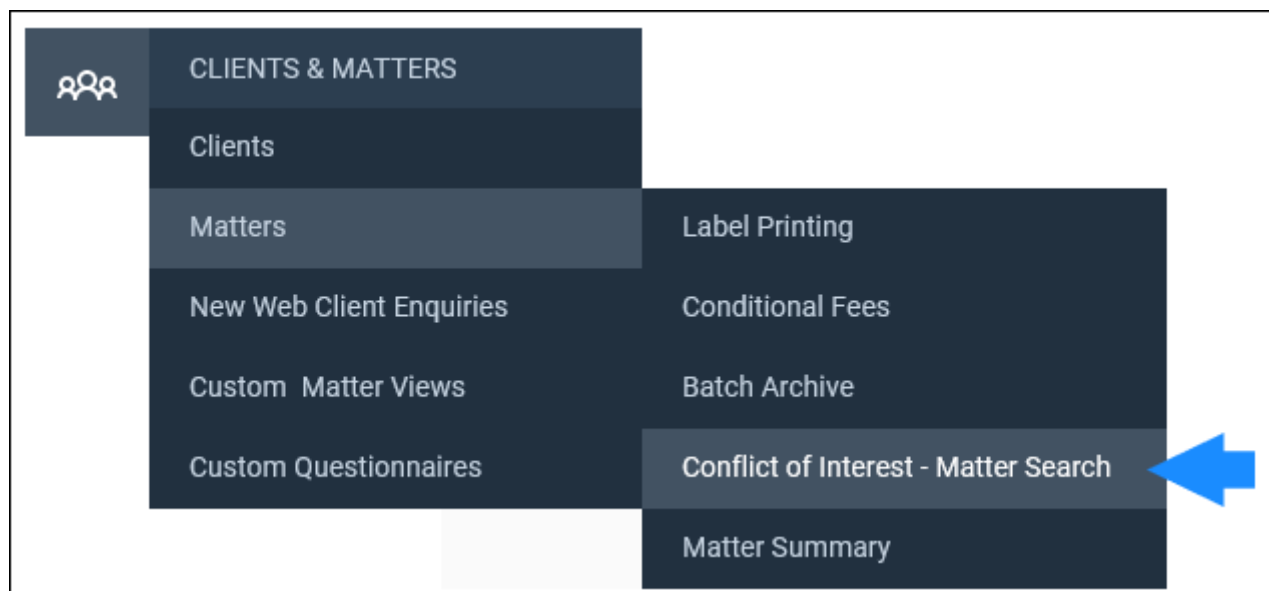 CLIENTS & MATTERS
Clients
Matters
New Web Client Enquiries
Custom  Matter Views
Custom Questionnaires
Label Printing
Conditional Fees
Batch Archive
Conflict of Interest - Matter Search
Matter Summary